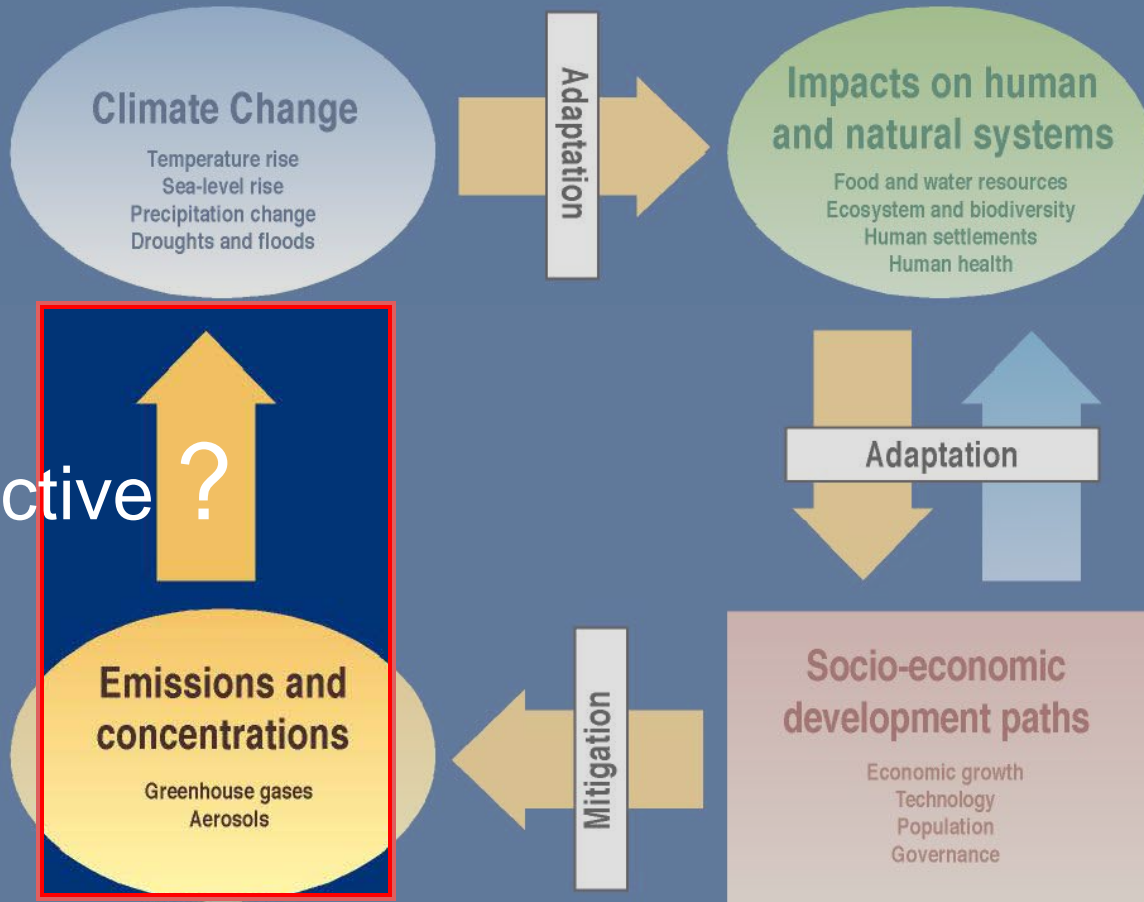 Climate Change
Temperature rise
Sea-level rise
Precipitation change
Droughts and floods
Adaptation
Impacts on human
and natural systems
Food and water resources
Ecosystem and biodiversity
Human settlements
Human health
ctive ?
Adaptation
Emissions and
concentrations
Greenhouse gases
Aerosols
Mitigation
Socio-economic
development paths
Economic growth
Technology
Population
Governance